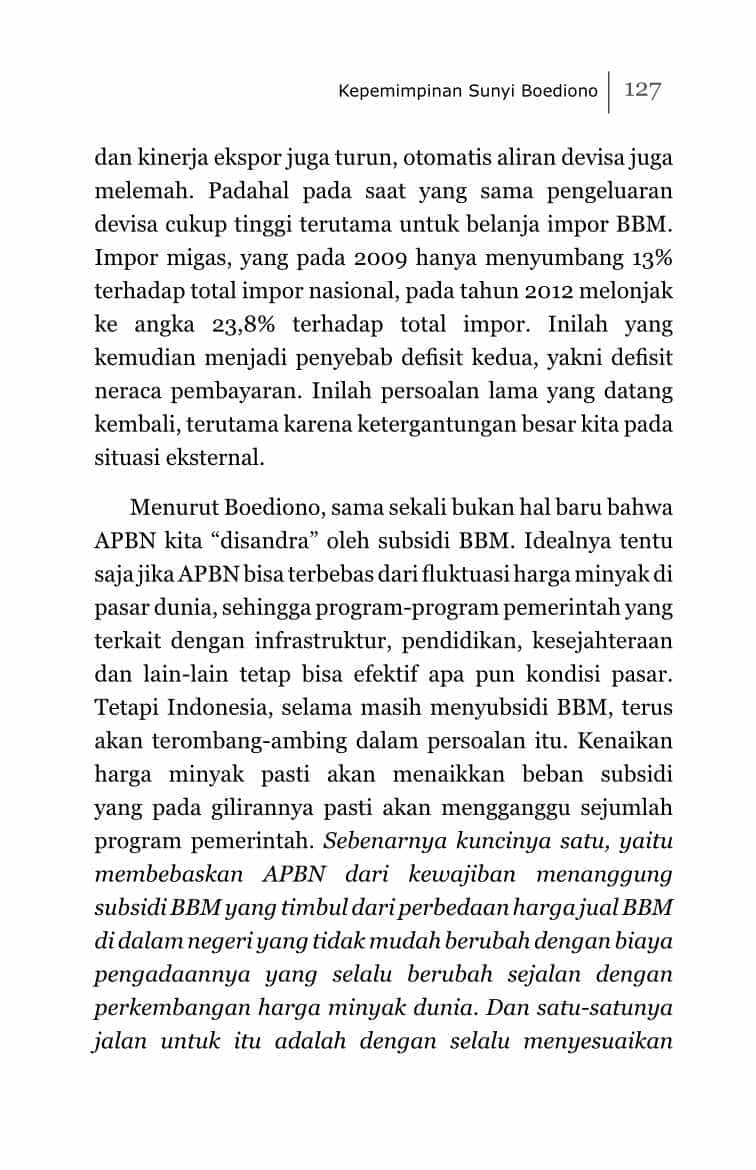 Kepemimpinan Sunyi Boediono 127
dan kinerja ekspor juga turun, otomatis aliran devisa juga
melemah. Padahal pada saat yang sama pengeluaran
devisa cukup tinggi terutama untuk belanja impor BBM.
Impor migas, yang pada 2009 hanya menyumbang 13%
terhadap total impor nasional, pada tahun 2012 melonjak
ke angka 23,8% terhadap total impor. Inilah yang
kemudian menjadi penyebab defisit kedua, yakni defisit
neraca pembayaran. Inilah persoalan lama yang datang
kembali, terutama karena ketergantungan besar kita pada
situasi eksternal.
Menurut Boediono, sama sekali bukan hal baru bahwa
APBN kita “disandra” oleh subsidi BBM. Idealnya tentu
saja jika APBN bisa terbebas dari fluktuasi harga minyak di
pasar dunia, sehingga program-program pemerintah yang
terkait dengan infrastruktur, pendidikan, kesejahteraan
dan lain-lain tetap bisa efektif apa pun kondisi pasar.
Tetapi Indonesia, selama masih menyubsidi BBM, terus
akan terombang-ambing dalam persoalan itu. Kenaikan
harga minyak pasti akan menaikkan beban subsidi
yang pada gilirannya pasti akan mengganggu sejumlah
program pemerintah. Sebenarnya kuncinya satu, yaitu
membebaskan APBN dari kewajiban menanggung
subsidi BBM yang timbul dari perbedaan harga jual BBM
di dalam negeri yang tidak mudah berubah dengan biaya
pengadaannya yang selalu berubah sejalan dengan
perkembangan harga minyak dunia. Dan satu-satunya
jalan untuk itu adalah dengan selalu menyesuaikan